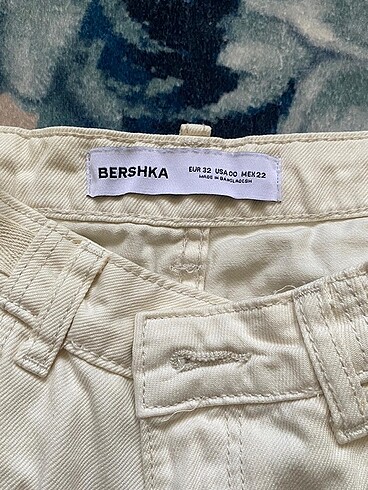 BERSHKA
EUR 32 USA 00 MEX 22
MADE IN BANGLADESH